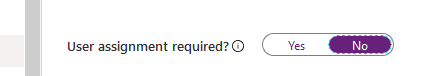 User assignment required? Yes No